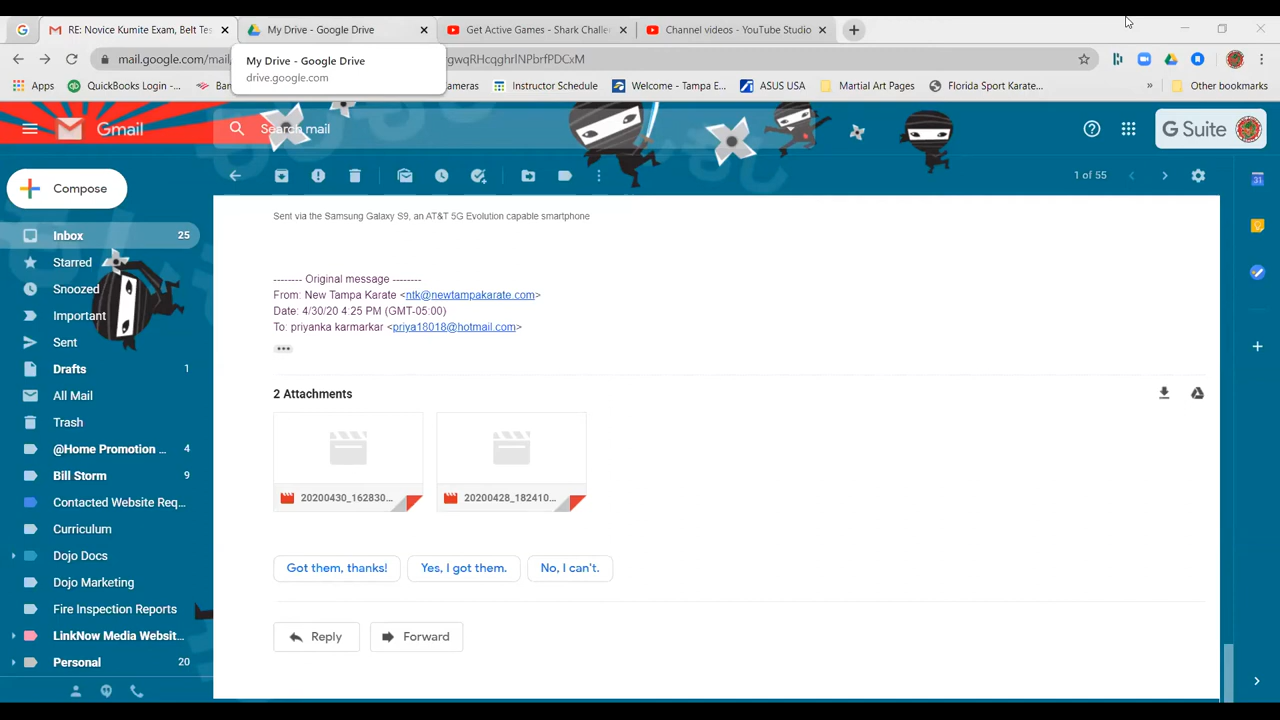 RE: Novice Kumite Exam, Belt Tes
My Drive - Google Drive
Get Active Games - Shark Challe
Channel videos - YouTube Studio
mail.google.com/mail/
gwqRHcqghrlNPbrfPDCxM
My Drive - Google Drive
drive.google.com
Apps
QuickBooks Login -...
Ban
ameras
Instructor Schedule
Welcome - Tampa E...
ASUS USA
Martial Art Pages
Florida Sport Karate...
»
Other bookmarks
Gmail
Search mail
G Suite
Compose
1 of 55
Inbox 25
Starred
Snoozed
Important
Sent
Drafts 1
All Mail
Trash
@Home Promotion ... 4
Bill Storm 9
Contacted Website Req...
Curriculum
Dojo Docs
Dojo Marketing
Fire Inspection Reports
LinkNow Media Websit...
Personal 20
Sent via the Samsung Galaxy S9, an AT&T 5G Evolution capable smartphone
-------- Original message --------
From: New Tampa Karate <ntk@newtampakarate.com>
Date: 4/30/20 4:25 PM (GMT-05:00)
To: priyanka karmarkar <priya18018@hotmail.com>
2 Attachments
20200430_162830...
20200428_182410...
Got them, thanks!
Yes, I got them.
No, I can't.
Reply
Forward